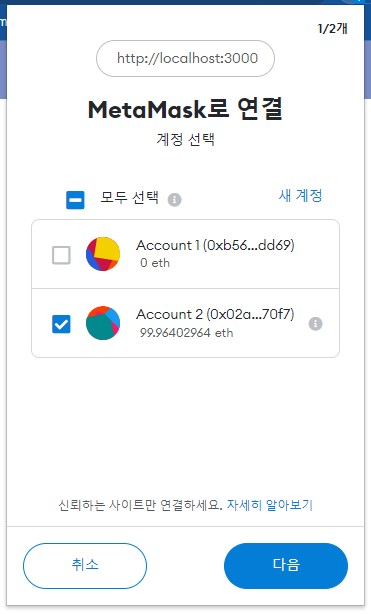 m
1/2개
http://localhost:3000
MetaMask로 연결
계정 선택
모두 선택
새 계정
Account 1 (0xb56...dd69)
0 eth
Account 2 (0x02a...70f7)
99.96402964 eth
신뢰하는 사이트만 연결하세요. 자세히 알아보기
취소
다음